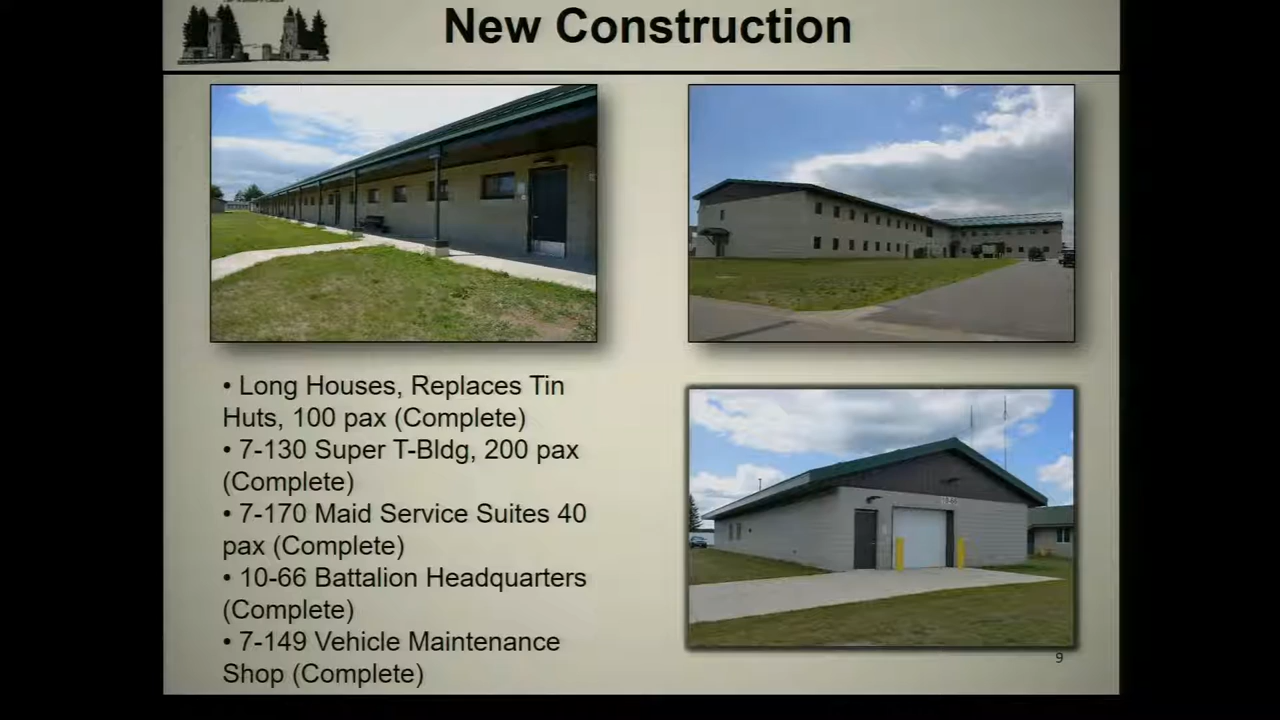 New Construction
• Long Houses, Replaces Tin
Huts, 100 pax (Complete)
• 7-130 Super T-Bldg, 200 pax
(Complete)
• 7-170 Maid Service Suites 40
pax (Complete)
• 10-66 Battalion Headquarters
(Complete)
• 7-149 Vehicle Maintenance
Shop (Complete)
9